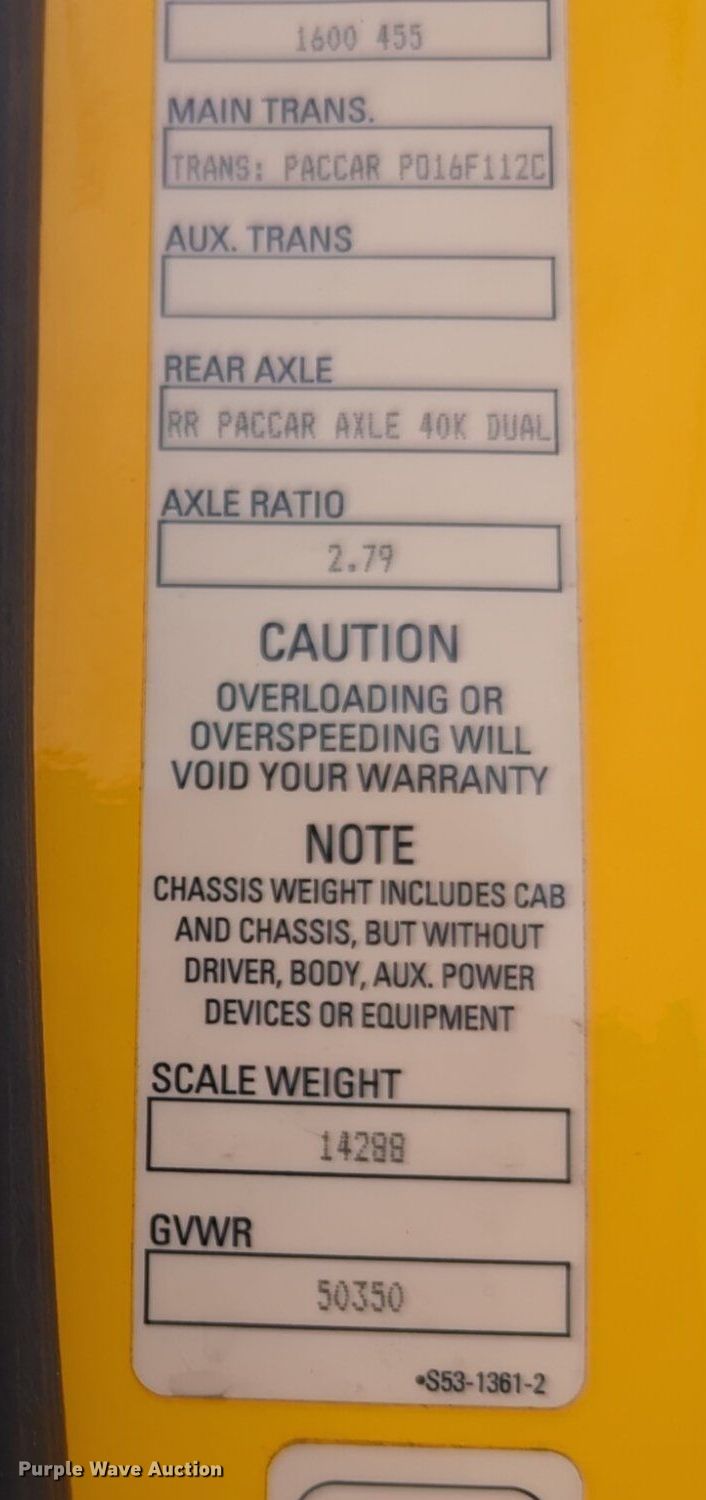 1600 455
MAIN TRANS.
TRANS: PACCAR PO16F112C
AUX. TRANS
REAR AXLE
RR PACCAR AXLE 40K DUAL
AXLE RATIO
2.79
CAUTION
OVERLOADING OR
OVERSPEEDING WILL
VOID YOUR WARRANTY
NOTE
CHASSIS WEIGHT INCLUDES CAB
AND CHASSIS, BUT WITHOUT
DRIVER, BODY, AUX. POWER
DEVICES OR EQUIPMENT
SCALE WEIGHT
14288
GVWR
50350
•S53-1361-2
Purple Wave Auction